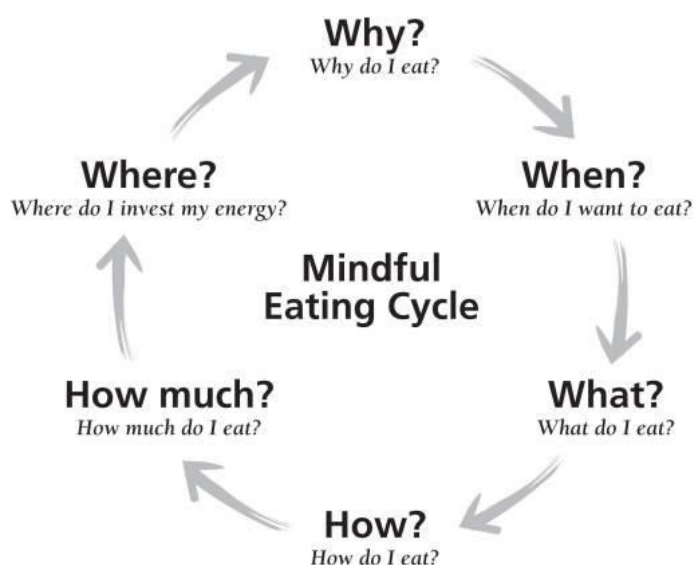 Why?
Why do I eat?
When?
When do I want to eat?
What?
What do I eat?
How?
How do I eat?
How much?
How much do I eat?
Where?
Where do I invest my energy?
Mindful
Eating Cycle